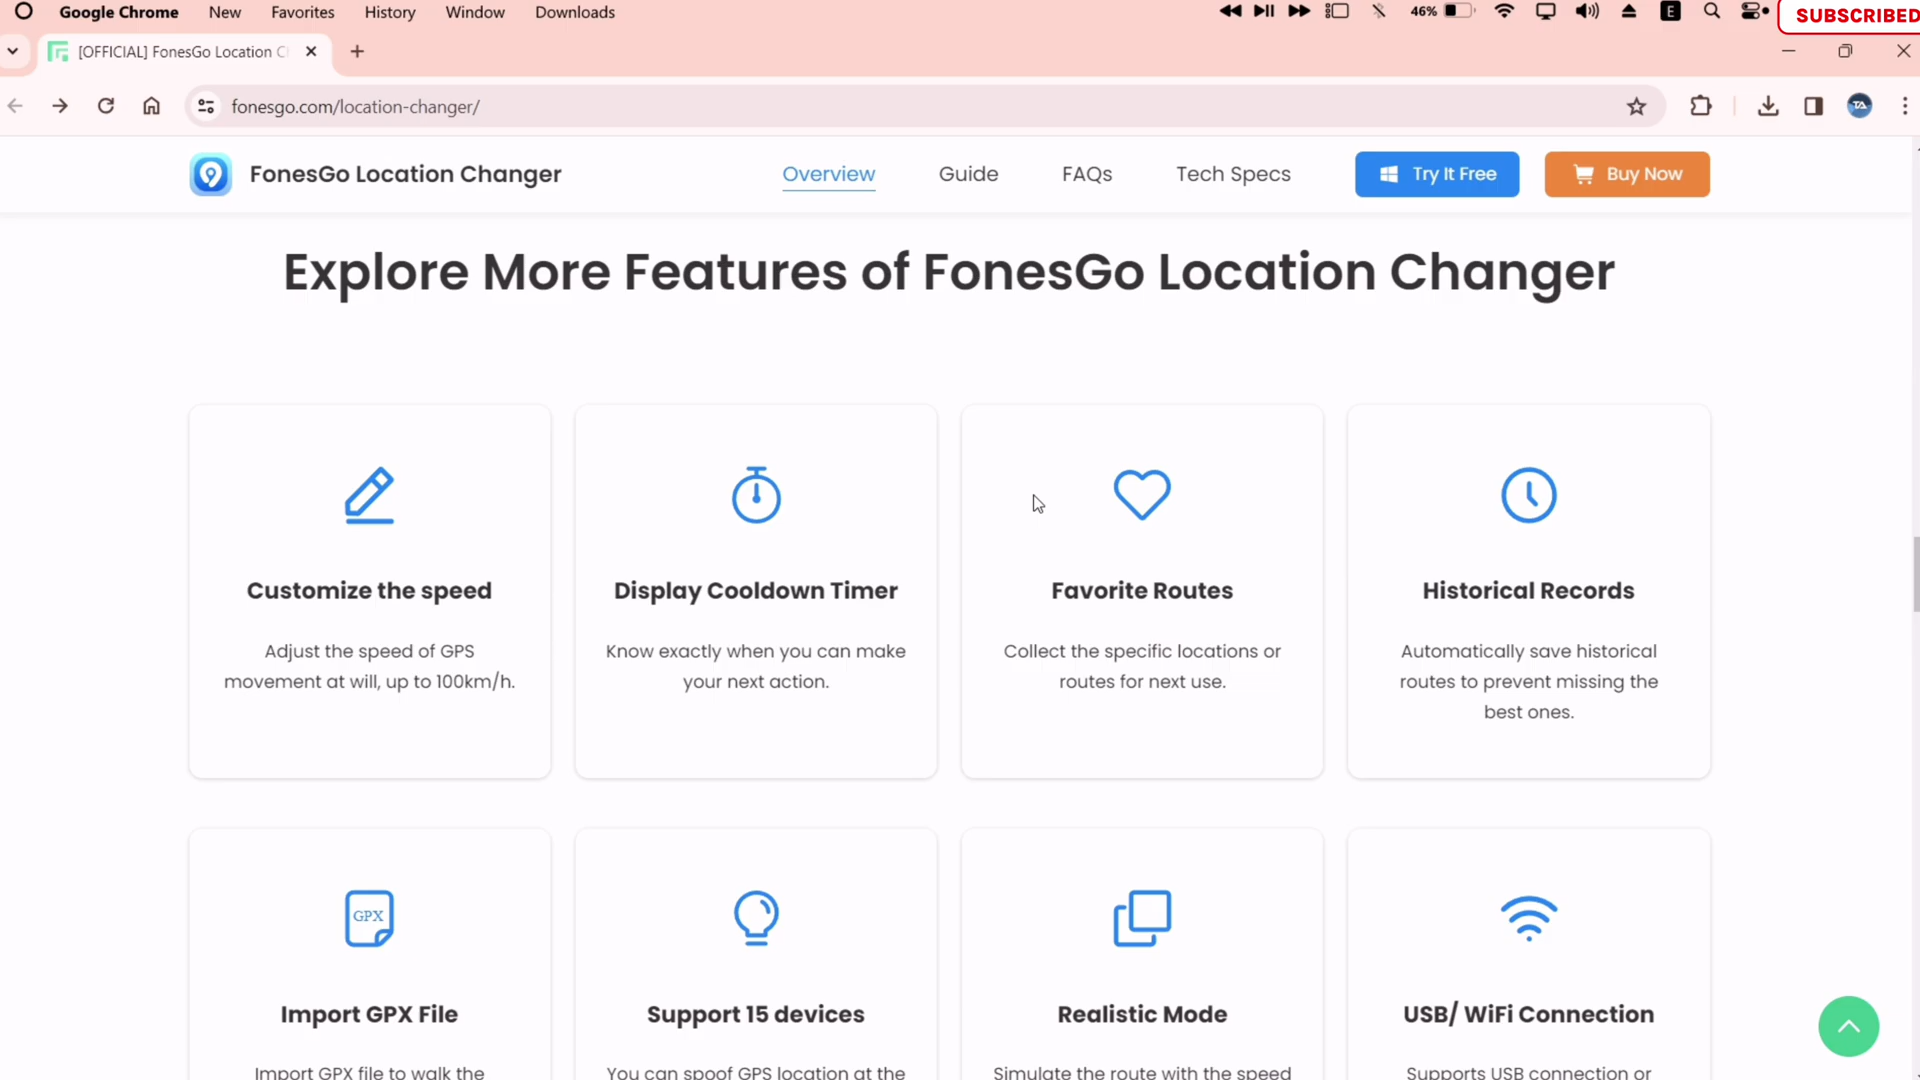 Google Chrome New Favorites History Window Downloads
46%
E
SUBSCRIBED
[OFFICIAL] FonesGo Location C
fonesgo.com/location-changer/
TA
FonesGo Location Changer
Overview Guide FAQs Tech Specs Try It Free Buy Now
Explore More Features of FonesGo Location Changer
Customize the speed
Adjust the speed of GPS
movement at will, up to 100km/h.
Display Cooldown Timer
Know exactly when you can make
your next action.
Favorite Routes
Collect the specific locations or
routes for next use.
Historical Records
Automatically save historical
routes to prevent missing the
best ones.
GPX
Import GPX File
Import GPX file to walk the
Support 15 devices
You can spoof GPS location at the
Realistic Mode
Simulate the route with the speed
USB/ WiFi Connection
Supports USB connection or